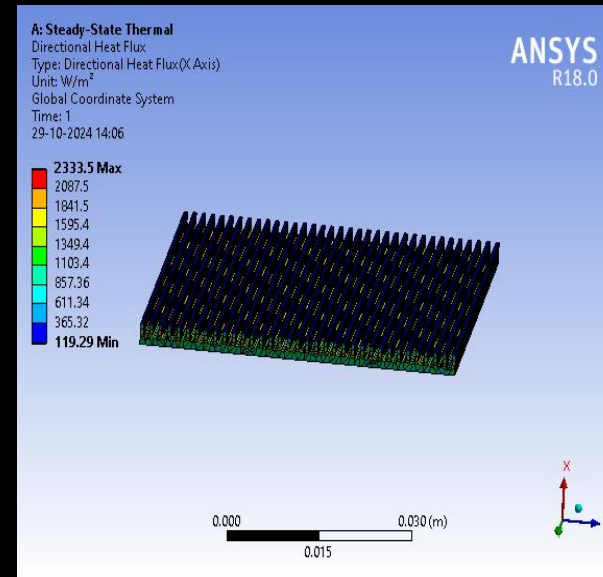 A: Steady-State Thermal
Directional Heat Flux
Type: Directional Heat Flux(X Axis)
Unit: W/m²
Global Coordinate System
Time: 1
29-10-2024 14:06
ANSYS
R18.0
2333.5 Max
2087.5
1841.5
1595.4
1349.4
1103.4
857.36
611.34
365.32
119.29 Min
X
0.000
0.030 (m)
0.015